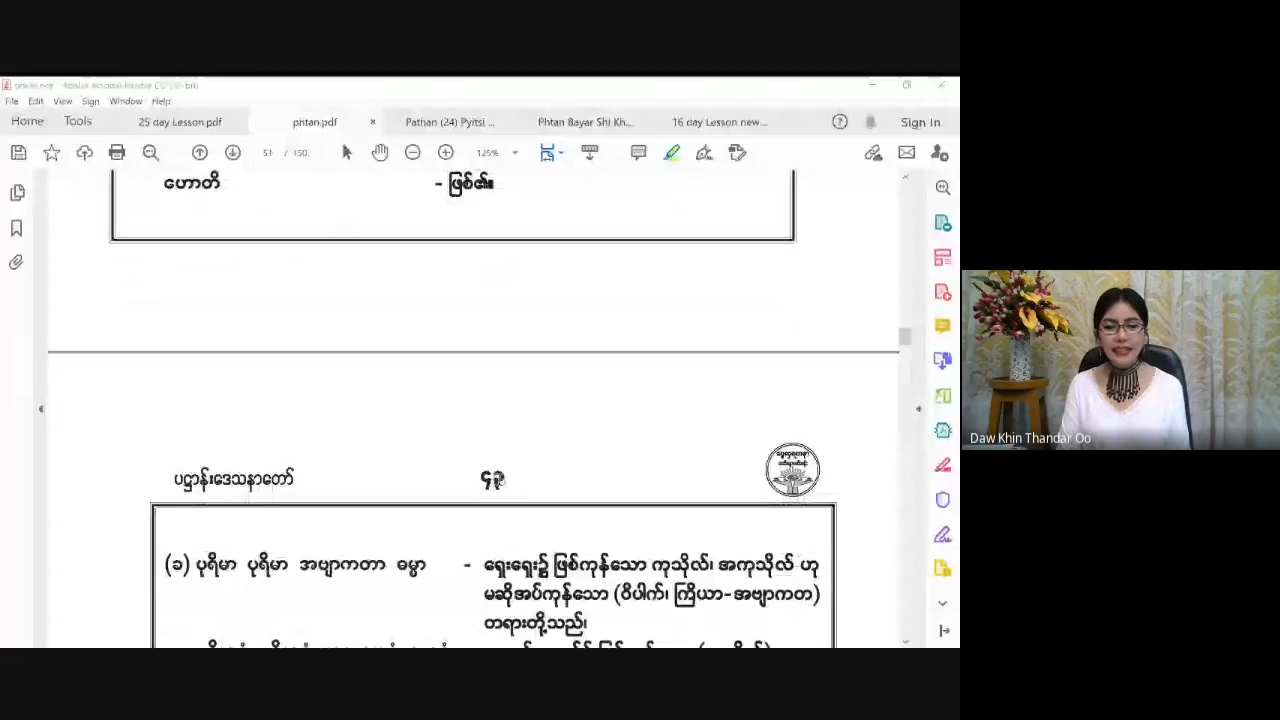 File Edit View Sign Window Help
Home Tools 25 day Lesson.pdf phtan.pdf × Pathan (24) Pyitsi ... Phtan Bayar Shi Kh... 16 day Lesson new... Sign In
51 / 150 125%
ဟောတိ - ဖြစ်၏။
ပဋ္ဌာန်းဒေသနာတော်
(ခ) ပုရိမာ ပုရိမာ အဗျာကတာ ဓမ္မာ - ရှေးရှေး၌ ဖြစ်ကုန်သော ကုသိုလ်၊ အကုသိုလ် ဟု
မဆိုအပ်ကုန်သော (ဝိပါက်၊ ကြိယာ-အဗျာကတ)
တရားတို့သည်၊
Daw Khin Thandar Oo